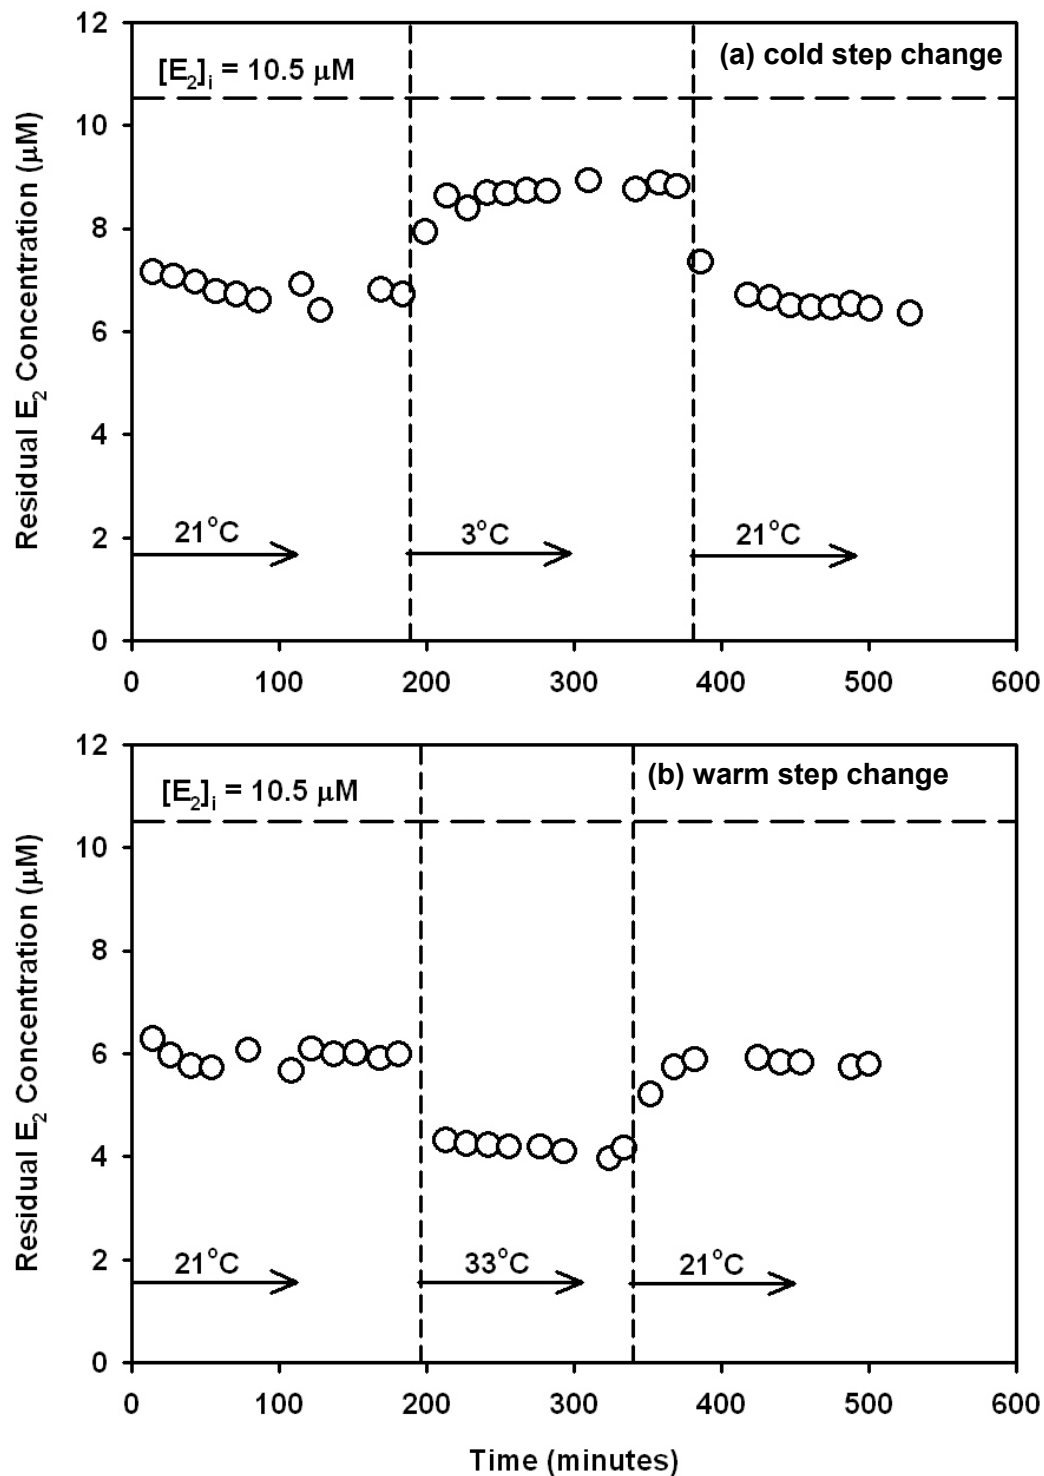 12
(a) cold step change
[E₂]ᵢ = 10.5 μM
10
8
6
4
2
0
Residual E₂ Concentration (μM)
21°C
3°C
21°C
0 100 200 300 400 500 600
12
(b) warm step change
[E₂]ᵢ = 10.5 μM
10
8
6
4
2
0
Residual E₂ Concentration (μM)
21°C
33°C
21°C
0 100 200 300 400 500 600
Time (minutes)